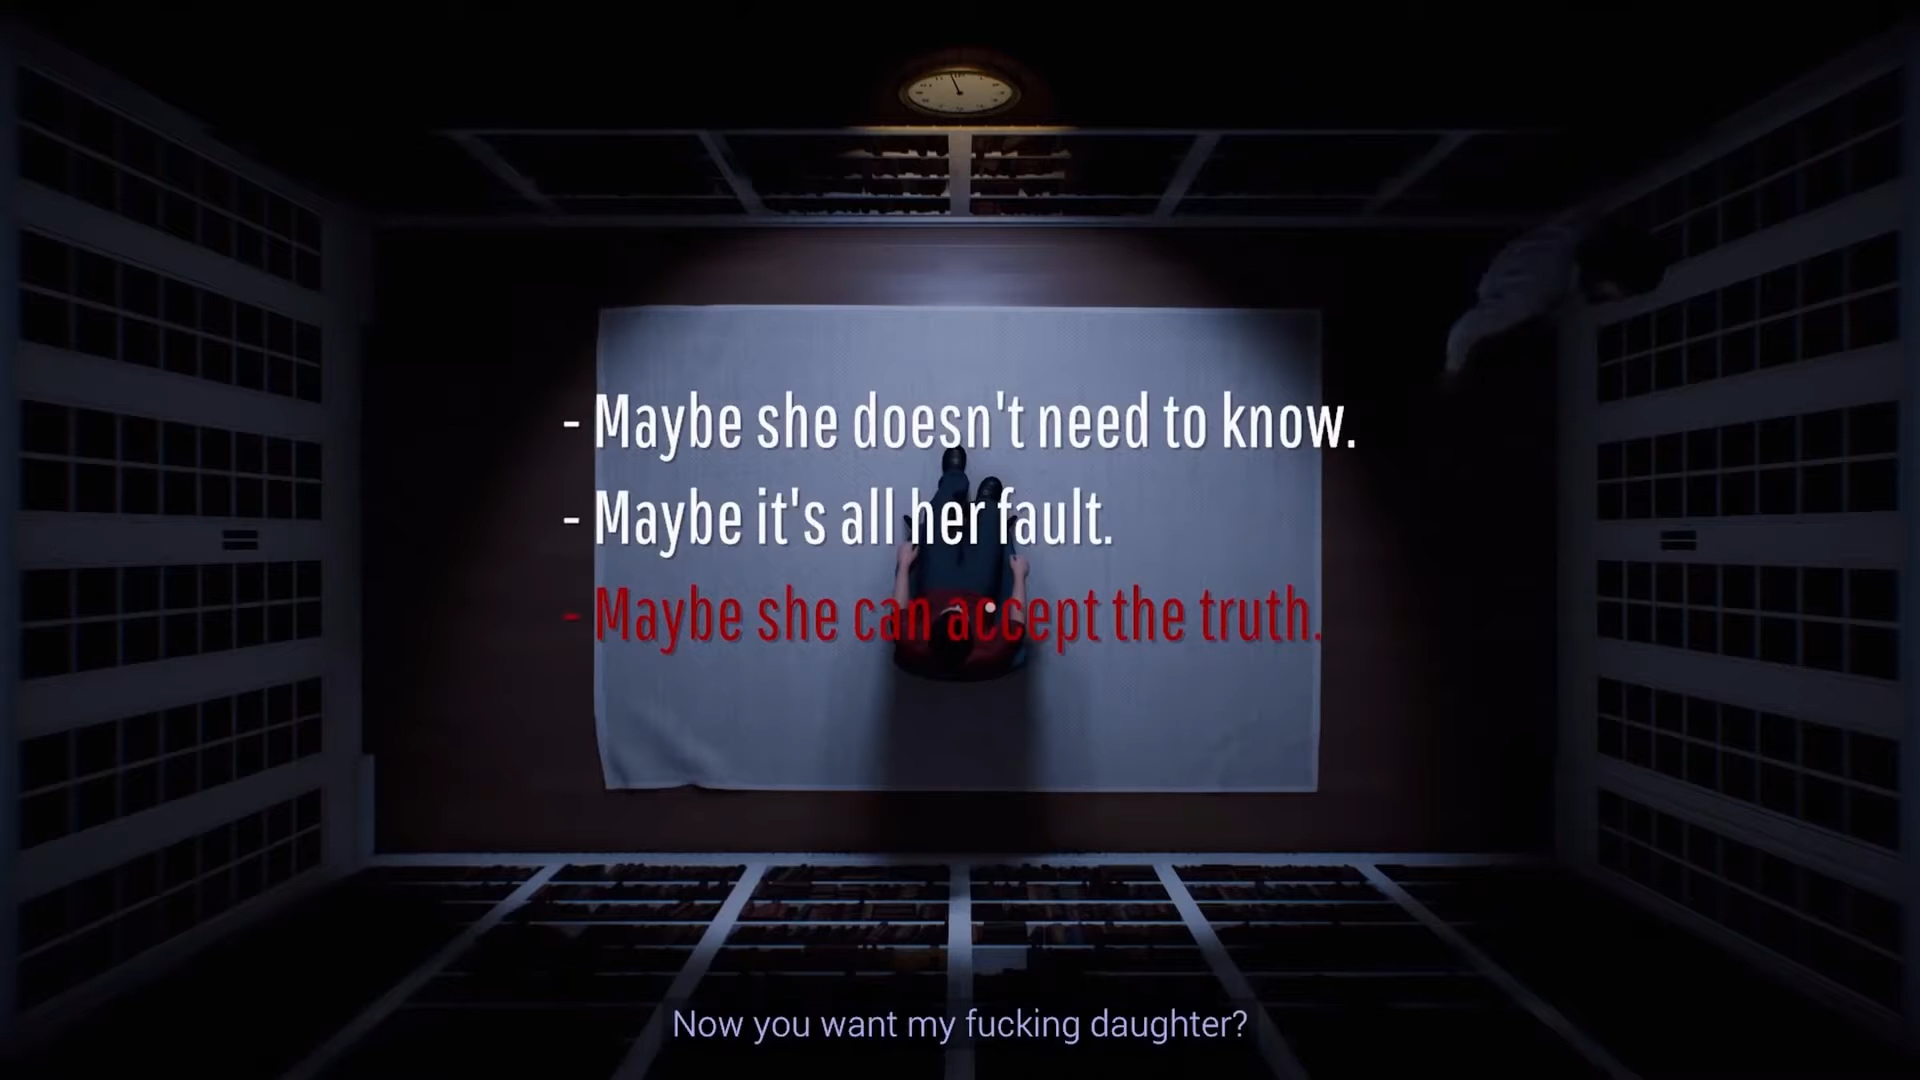 - Maybe she doesn't need to know.
- Maybe it's all her fault.
- Maybe she can accept the truth.
Now you want my fucking daughter?